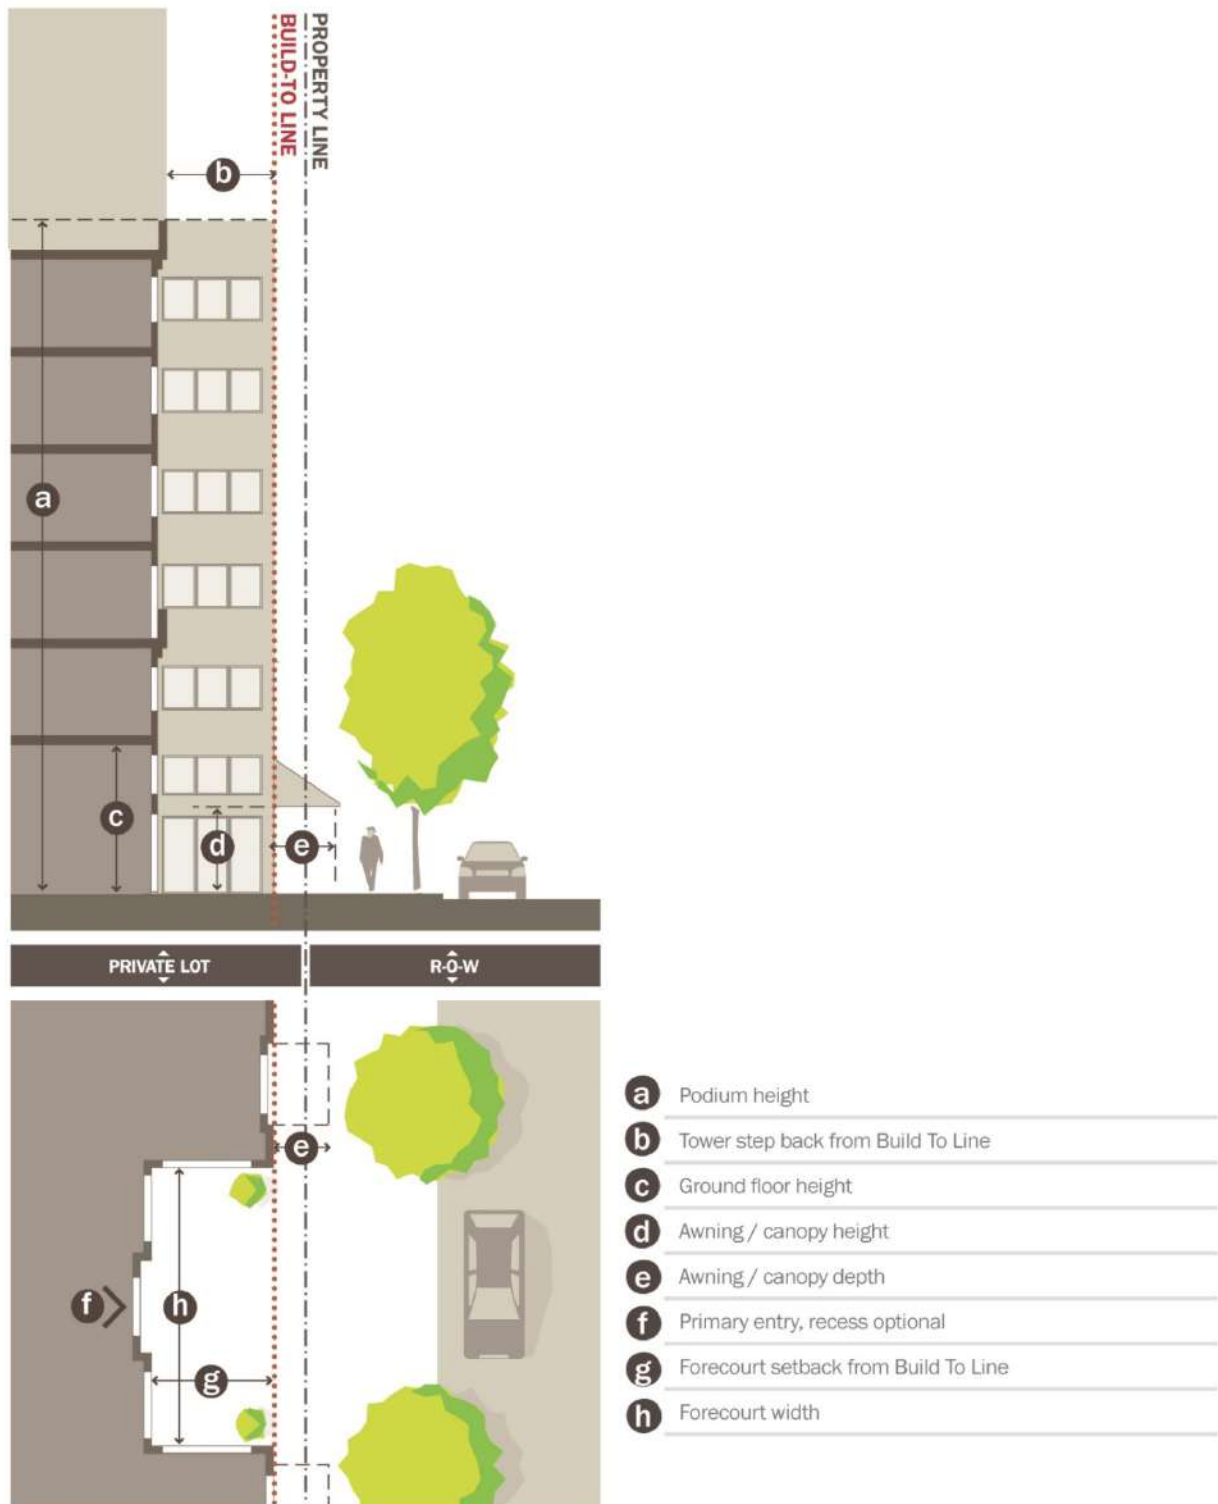 PROPERTY LINE
BUILD-TO LINE
b
a
c
d
e
PRIVATE LOT
R-O-W
e
f
h
g
a Podium height
b Tower step back from Build To Line
c Ground floor height
d Awning / canopy height
e Awning / canopy depth
f Primary entry, recess optional
g Forecourt setback from Build To Line
h Forecourt width